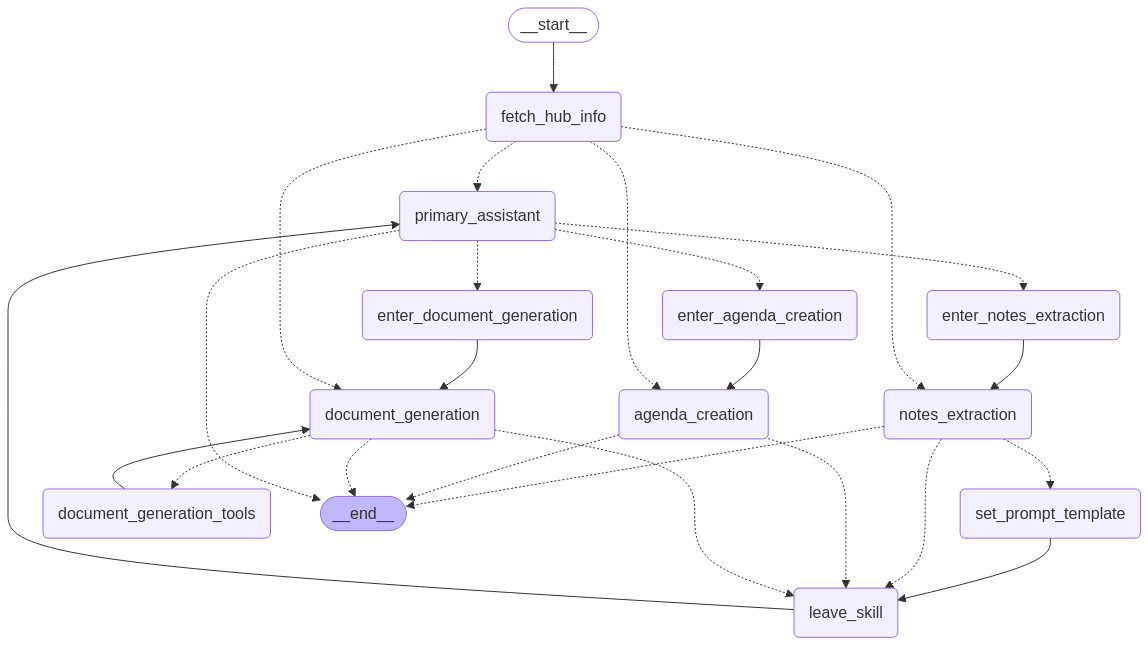 __start__
fetch_hub_info
primary_assistant
enter_document_generation
enter_agenda_creation
enter_notes_extraction
document_generation
agenda_creation
notes_extraction
document_generation_tools
__end__
set_prompt_template
leave_skill